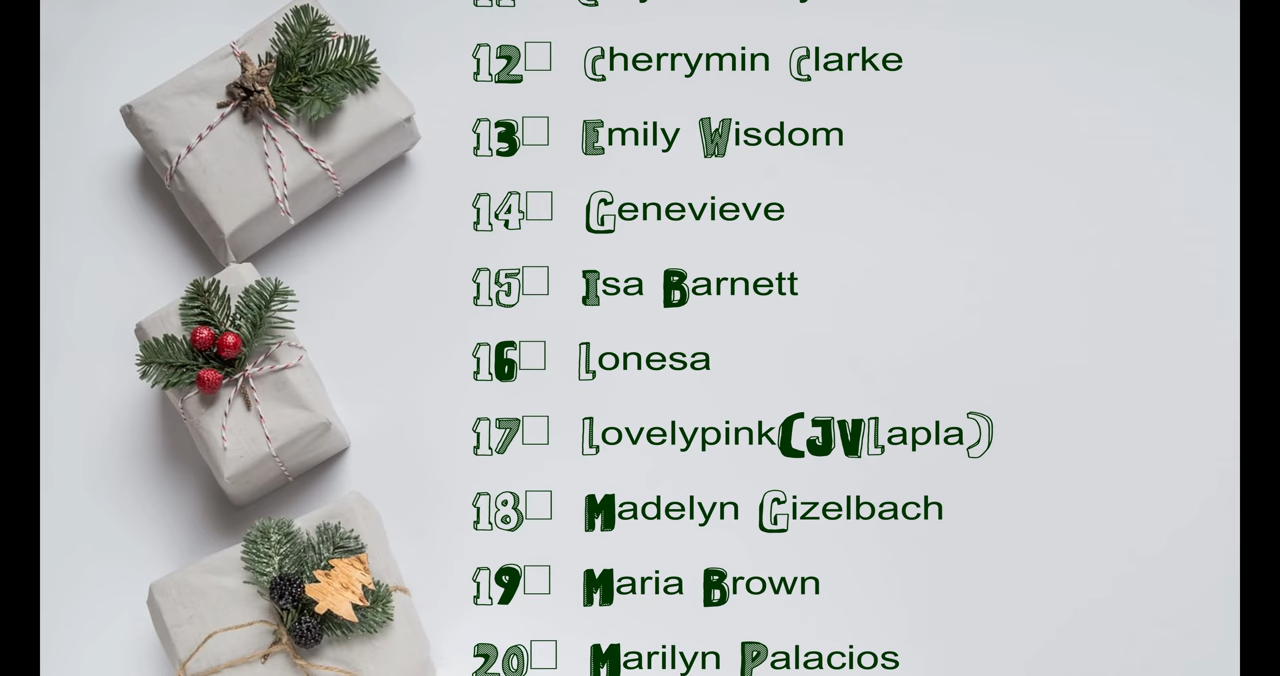 12□ Cherrymin Clarke
13□ Emily Wisdom
14□ Genevieve
15□ Isa Barnett
16□ Lonesa
17□ Lovelypink(JVLapla)
18□ Madelyn Gizelbach
19□ Maria Brown
20□ Marilyn Palacios